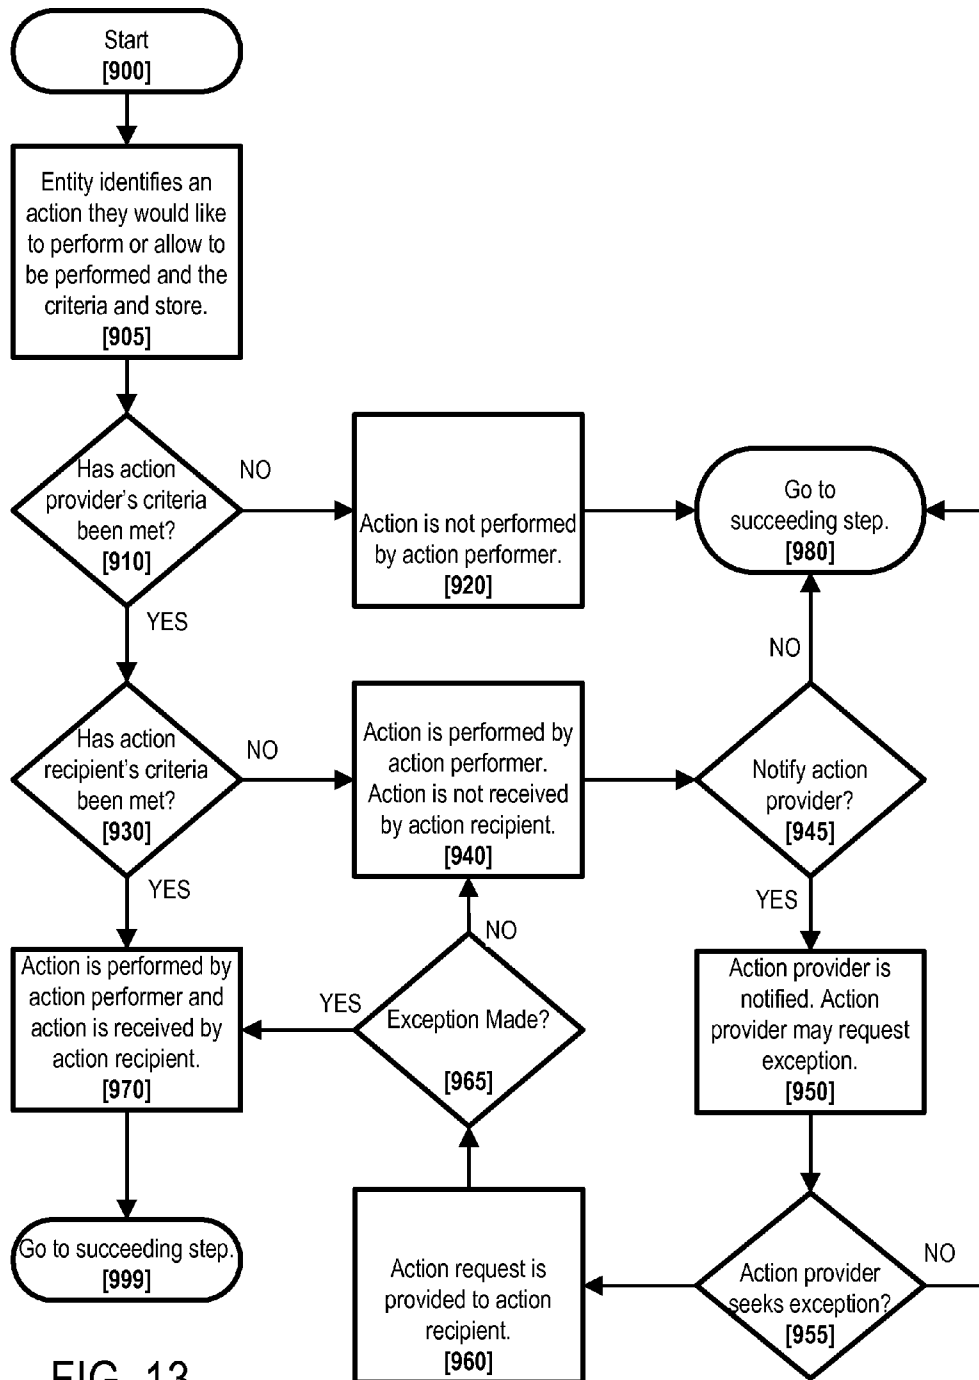 Start
[900]
Entity identifies an
action they would like
to perform or allow to
be performed and the
criteria and store.
[905]
Has action
provider's criteria
been met?
[910]
NO
YES
Action is not performed
by action performer.
[920]
Go to
succeeding step.
[980]
Has action
recipient's criteria
been met?
[930]
NO
YES
Action is performed by
action performer.
Action is not received
by action recipient.
[940]
Notify action
provider?
[945]
NO
YES
Action is performed by
action performer and
action is received by
action recipient.
[970]
Exception Made?
[965]
YES
NO
Action provider is
notified. Action
provider may request
exception.
[950]
Go to succeeding step.
[999]
Action request is
provided to action
recipient.
[960]
Action provider
seeks exception?
[955]
NO
FIG. 13